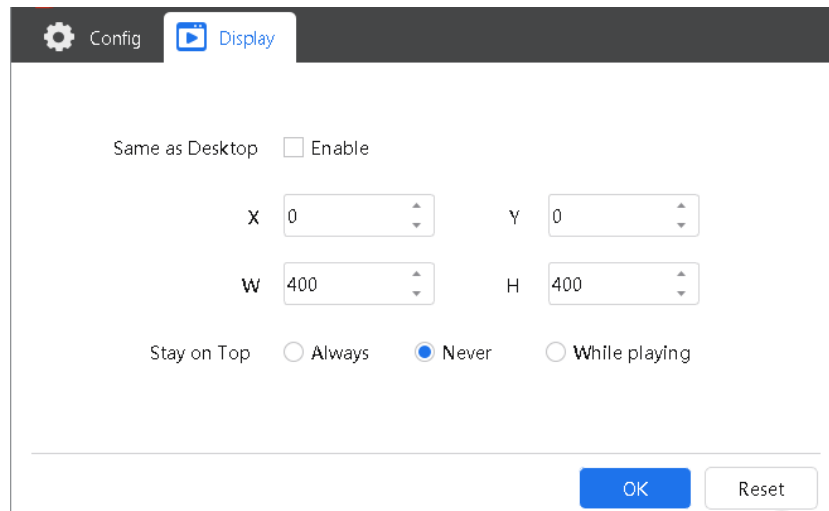 Config Display
Same as Desktop Enable
X 0 Y 0
W 400 H 400
Stay on Top Always Never While playing
OK Reset